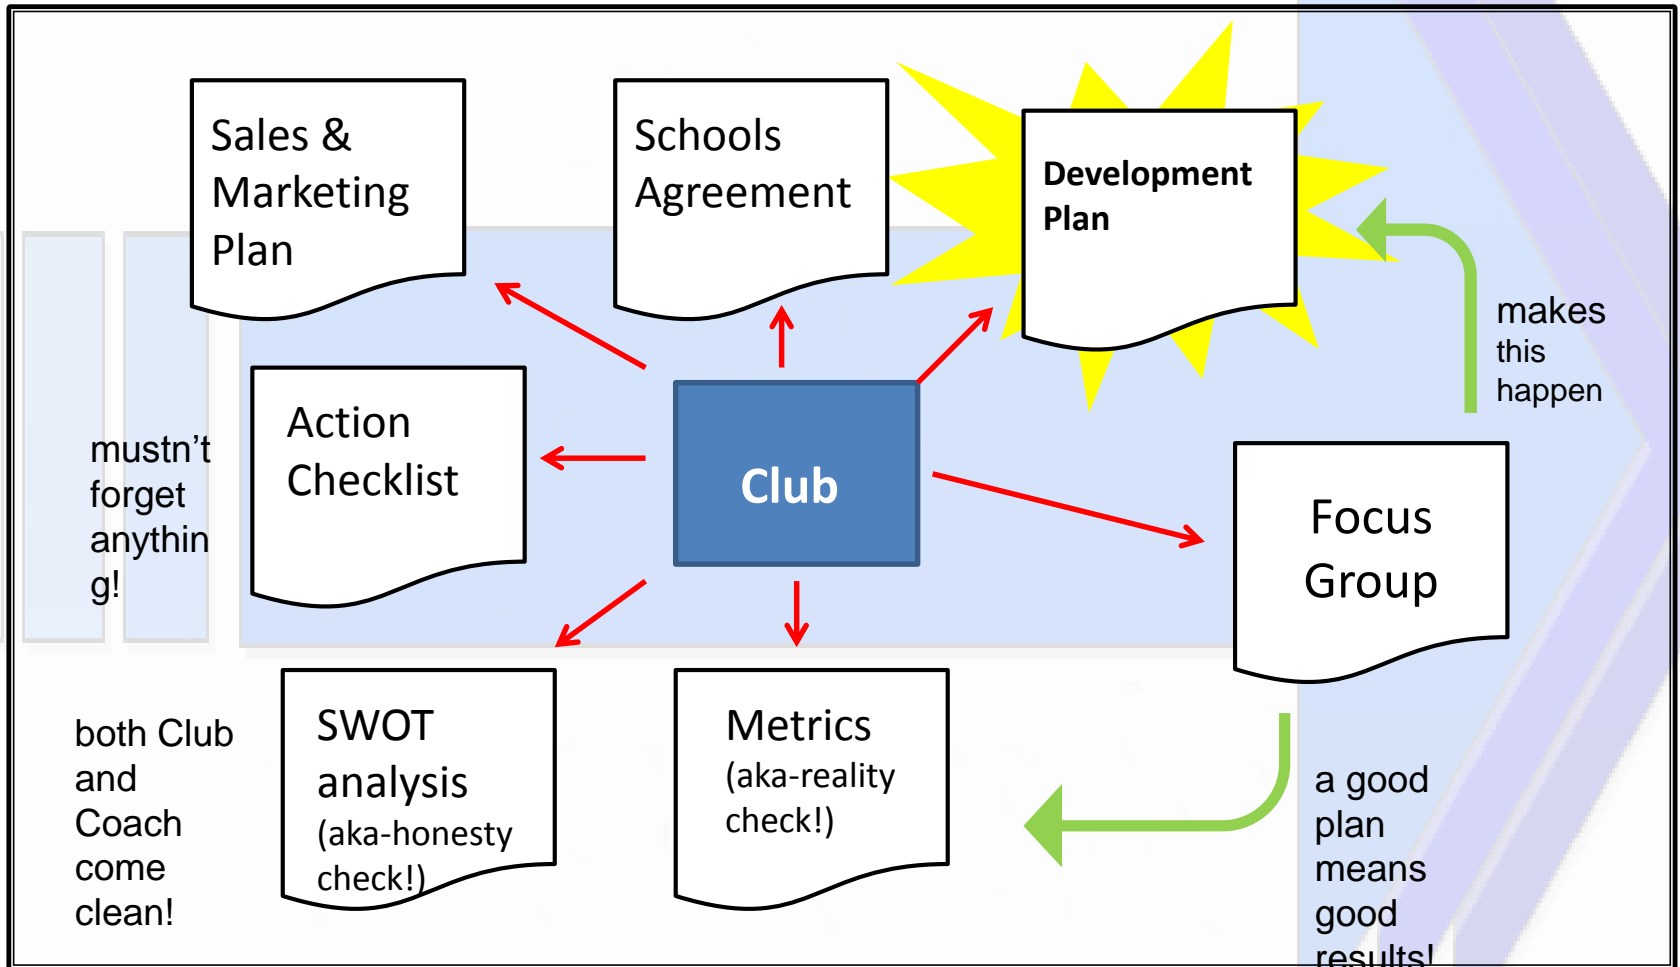 Sales &
Marketing
Plan
Schools
Agreement
Development
Plan
makes
this
happen
mustn’t
forget
anythin
g!
Action
Checklist
Club
Focus
Group
both Club
and
Coach
come
clean!
SWOT
analysis
(aka-honesty
check!)
Metrics
(aka-reality
check!)
a good
plan
means
good
results!